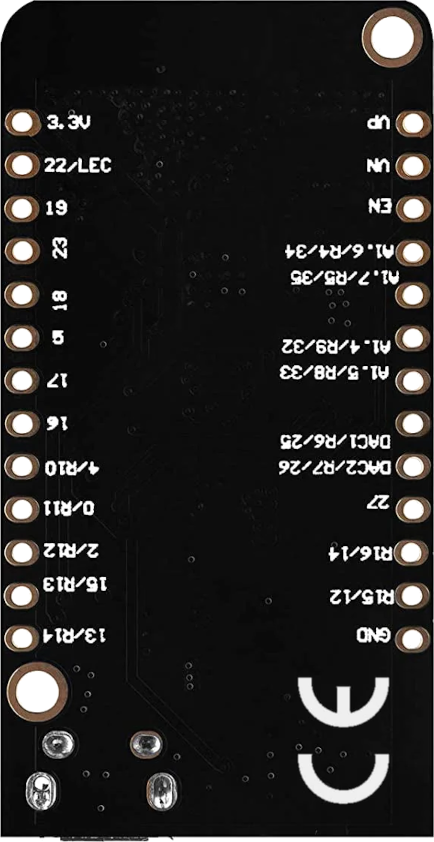 3.3V
22/LEC
19
23
18
5
17
16
4/R10
0/R11
2/R12
15/R13
13/R14
VP
VN
EN
A1.6/R4/34
A1.7/R5/35
A1.4/R9/32
A1.5/R8/33
DAC1/R6/25
DAC2/R7/26
27
R16/14
R15/12
GND
CE